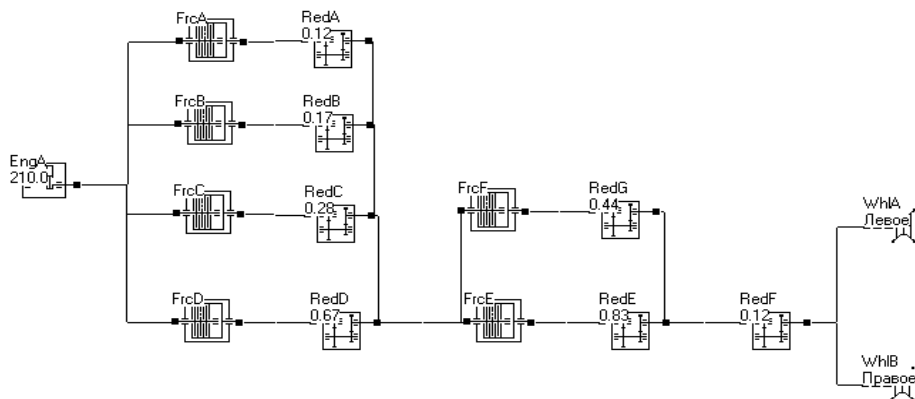 FrcA
RedA
0.12
FrcB
RedB
0.17
EngA
210.0
FrcC
RedC
0.28
FrcF
RedG
0.44
WhlA
Левое
FrcD
RedD
0.67
FrcE
RedE
0.83
RedF
0.12
WhlB
Правое